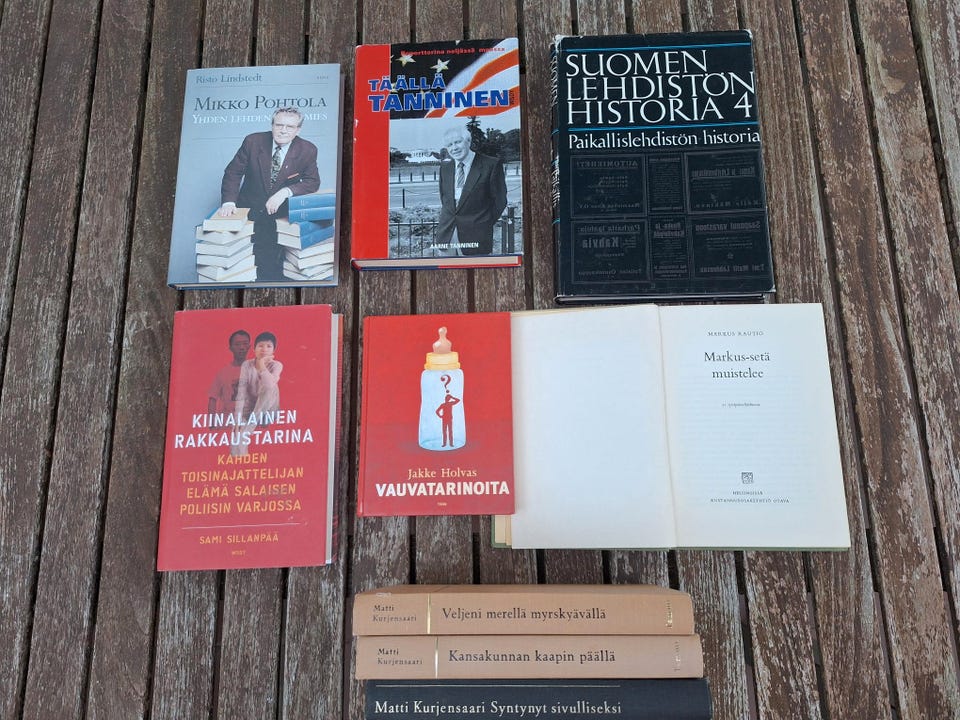 Risto Lindstedt
MIKKO POHTOLA
YHDEN LEHDEN MIES
Reportterina neljässä maassa
TÄÄLLÄ
TANNINEN
AARNE TANNINEN
SUOMEN
LEHDISTÖN
HISTORIA 4
Paikallislehdistön historia
KIINALAINEN
RAKKAUSTARINA
KAHDEN
TOISINAJATTELIJAN
ELÄMÄ SALAISEN
POLIISIN VARJOSSA
SAMI SILLANPÄÄ
WSOY
?
Jakke Holvas
VAUVATARINOITA
TEOS
MARKUS RAUTIO
Markus-setä
muistelee
HELSINGISSÄ
KUSTANNUSOSAKEYHTIÖ OTAVA
Matti
Kurjensaari
Veljeni merellä myrskyävällä
Matti
Kurjensaari
Kansakunnan kaapin päällä
Matti Kurjensaari Syntynyt sivulliseksi